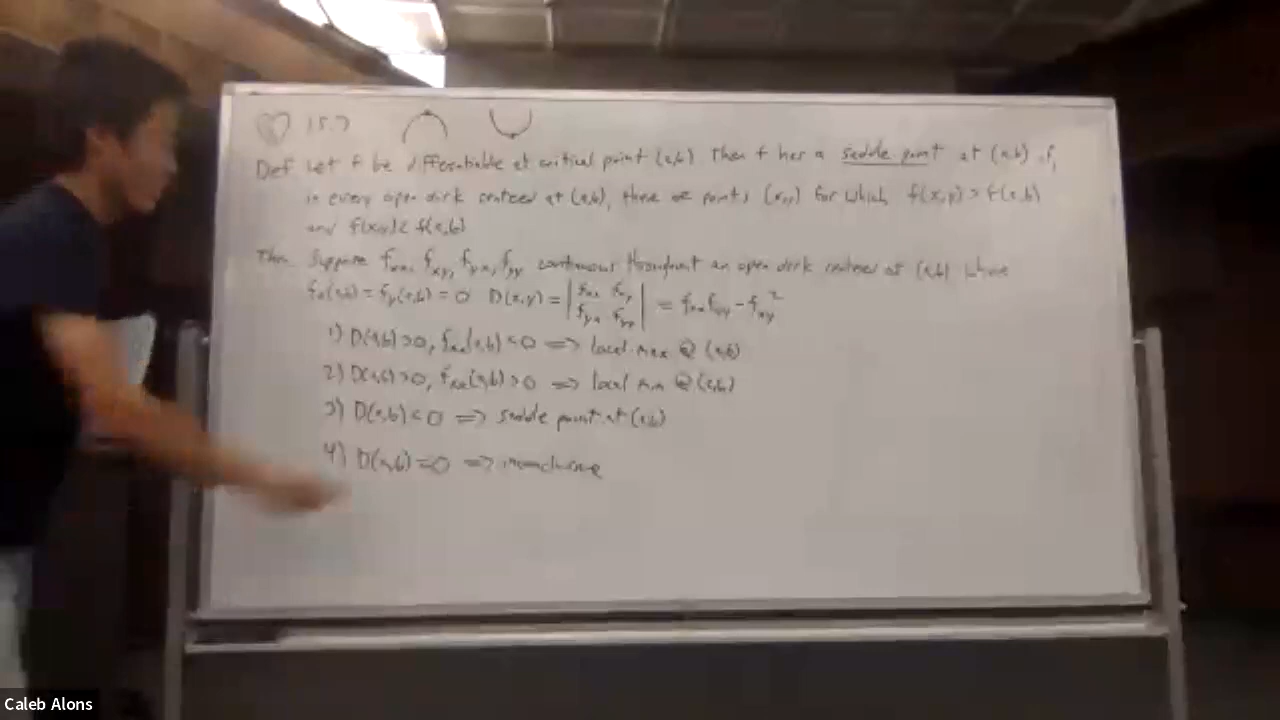 15.7
Def Let f be differentiable at critical point (a,b) Then f has a saddle point at (a,b) if,
in every open disk centered at (a,b), there are points (x,y) for which f(x,y) > f(a,b)
and f(x,y) < f(a,b)
Thm Suppose fxx, fxy, fyx, fyy continuous throughout an open disk centered at (a,b) where
fx(a,b) = fy(a,b) = 0 D(x,y) = |fxx fxy fyx fyy| = fxxfyy - fxy²
1) D(a,b) > 0, fxx(a,b) < 0 => local max @ (a,b)
2) D(a,b) > 0, fxx(a,b) > 0 => local min @ (a,b)
3) D(a,b) < 0 => saddle point at (a,b)
4) D(a,b) = 0 => inconclusive
Caleb Alons